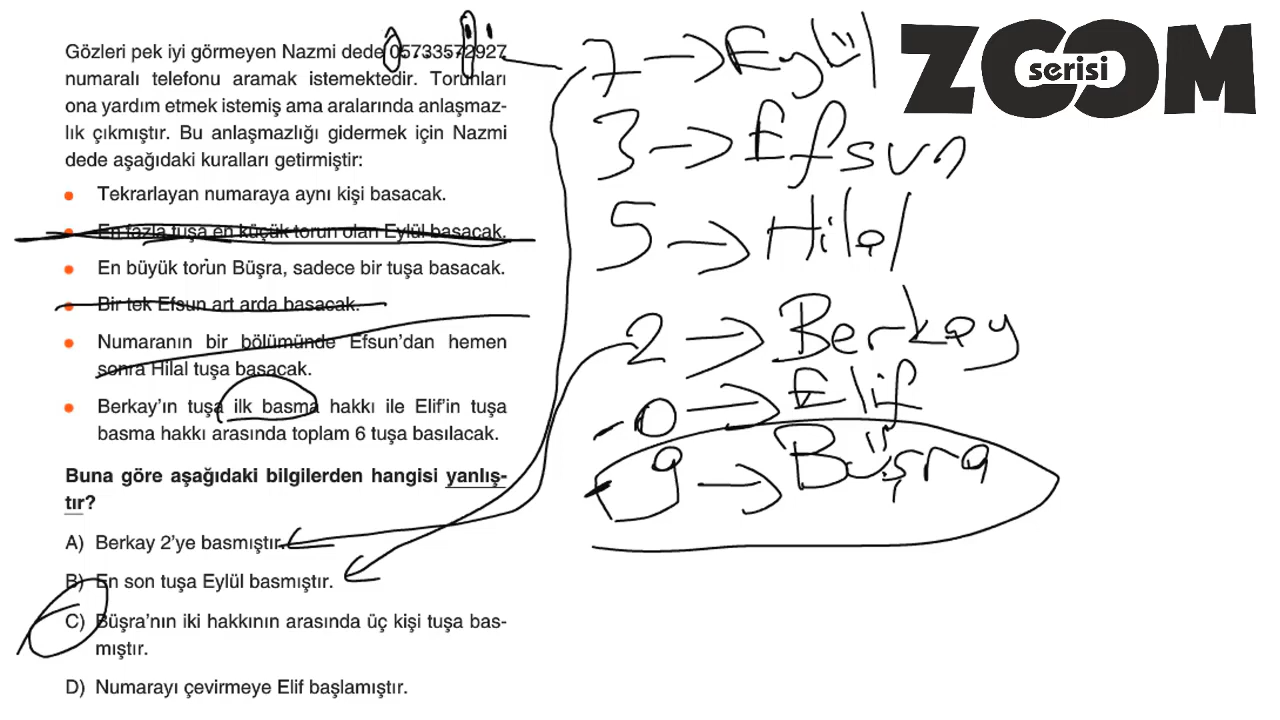 Gözleri pek iyi görmeyen Nazmi dede 05733572927
numaralı telefonu aramak istemektedir. Torunları
ona yardım etmek istemiş ama aralarında anlaşmaz-
lık çıkmıştır. Bu anlaşmazlığı gidermek için Nazmi
dede aşağıdaki kuralları getirmiştir:
• Tekrarlayan numaraya aynı kişi basacak.
• En fazla tuşa en küçük torun olan Eylül basacak.
• En büyük torun Büşra, sadece bir tuşa basacak.
• Bir tek Efsun art arda basacak.
• Numaranın bir bölümünde Efsun’dan hemen
sonra Hilal tuşa basacak.
• Berkay’ın tuşa ilk basma hakkı ile Elif’in tuşa
basma hakkı arasında toplam 6 tuşa basılacak.
Buna göre aşağıdaki bilgilerden hangisi yanlış-
tır?
A) Berkay 2’ye basmıştır.
B) En son tuşa Eylül basmıştır.
C) Büşra’nın iki hakkının arasında üç kişi tuşa bas-
mıştır.
D) Numarayı çevirmeye Elif başlamıştır.
7 → Eylül
3 → Efsun
5 → Hilal
2 → Berkay
0 → Elif
9 → Büşra
ZOOM
serisi